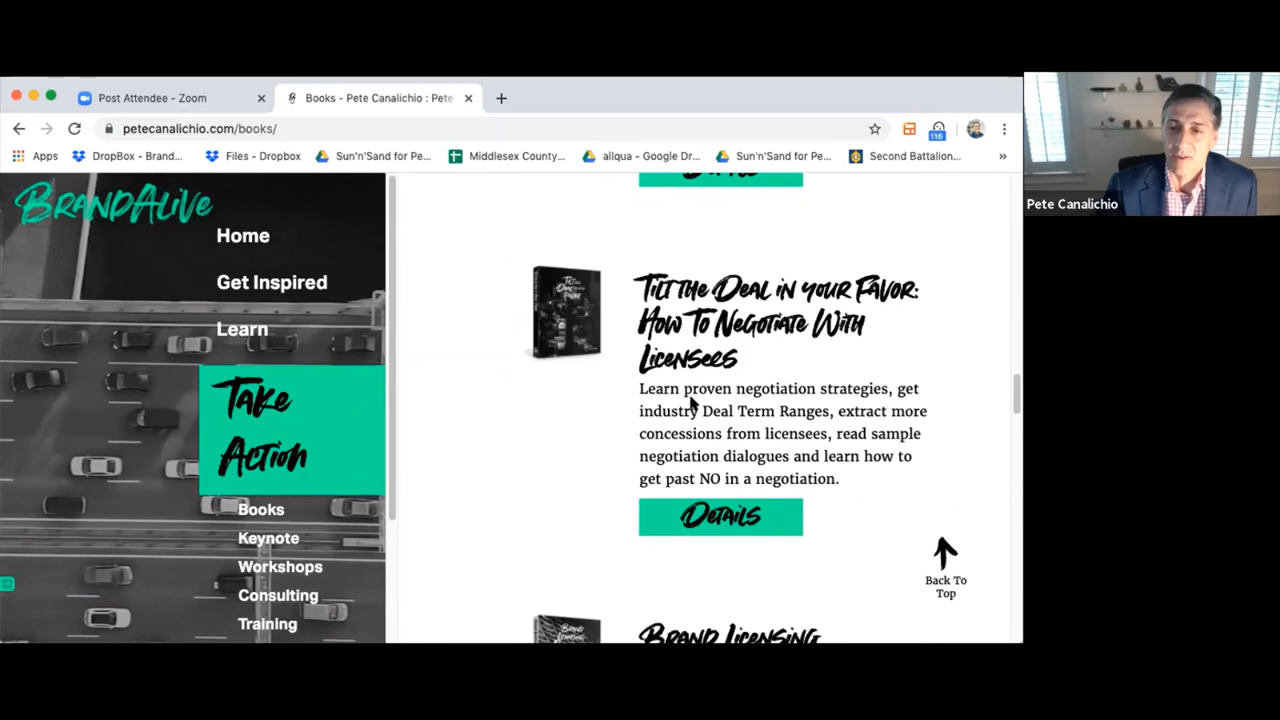 Post Attendee - Zoom
Books - Pete Canalichio : Pete
petecanalichio.com/books/
116
Apps
DropBox - Brand...
Files - Dropbox
Sun'n'Sand for Pe...
Middlesex County...
allqua - Google Dr...
Sun'n'Sand for Pe...
Second Battalion...
»
BrandAlive
Home
Get Inspired
Learn
Take
Action
Books
Keynote
Workshops
Consulting
Training
Tilt the Deal in your Favor:
How To Negotiate With
Licensees
Learn proven negotiation strategies, get
industry Deal Term Ranges, extract more
concessions from licensees, read sample
negotiation dialogues and learn how to
get past NO in a negotiation.
Details
Back To
Top
Brand Licensing
Pete Canalichio